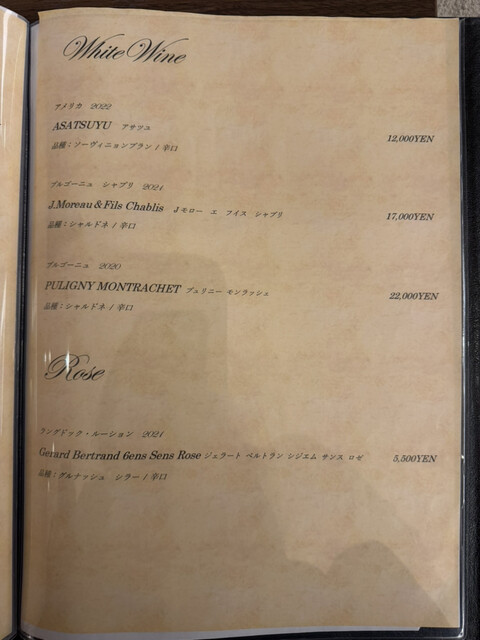 White Wine
アメリカ 2022
ASATSUYU アサツユ
12,000YEN
品種：ソーヴィニョンブラン / 辛口
ブルゴーニュ シャブリ 2021
J.Moreau＆Fils Chablis Jモロー エ フイス シャブリ
17,000YEN
品種：シャルドネ / 辛口
ブルゴーニュ 2020
PULIGNY MONTRACHET ピュリニー モンラッシェ
22,000YEN
品種：シャルドネ / 辛口
Rose
ラングドック・ルーション 2021
Gerard Bertrand 6ens Sens Rose ジェラート ベルトラン シジエム サンス ロゼ
5,500YEN
品種：グルナッシュ シラー / 辛口